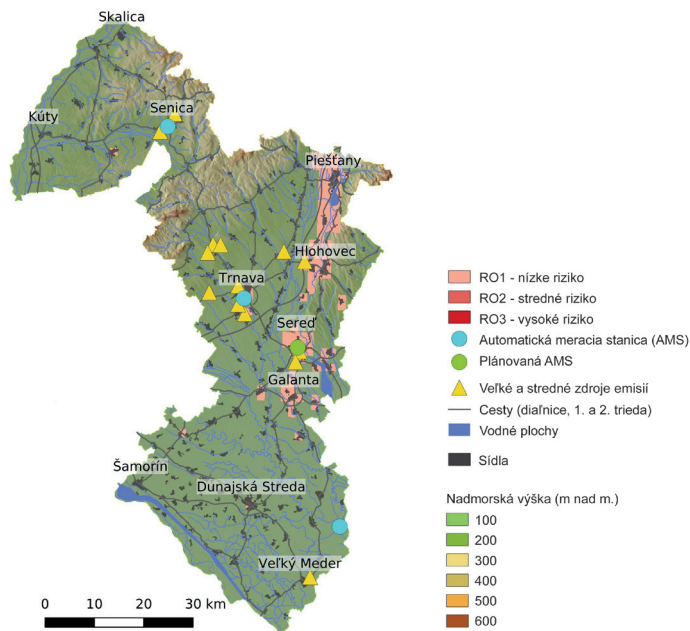 Skalica
Senica
Kúty
Piešťany
Hlohovec
Trnava
Sereď
Galanta
Šamorín
Dunajská Streda
Veľký Meder
0 10 20 30 km
RO1 - nízke riziko
RO2 - stredné riziko
RO3 - vysoké riziko
Automatická meracia stanica (AMS)
Plánovaná AMS
Veľké a stredné zdroje emisií
Cesty (diaľnice, 1. a 2. trieda)
Vodné plochy
Sídla
Nadmorská výška (m nad m.)
100
200
300
400
500
600